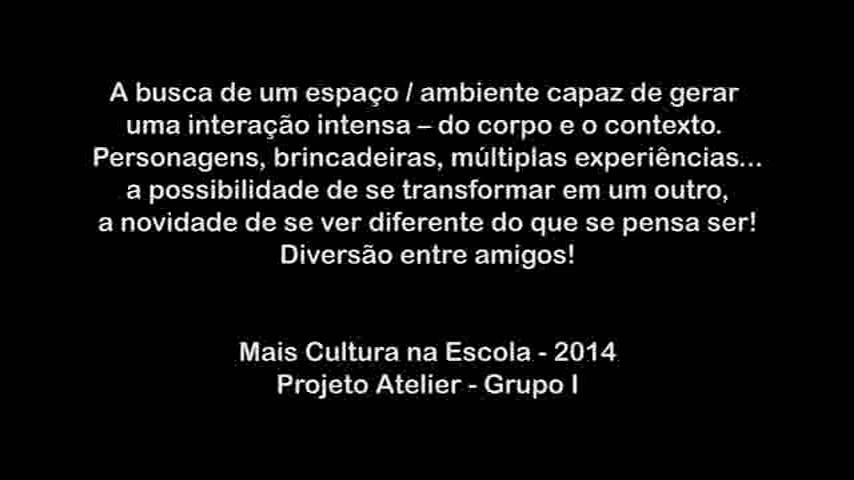 A busca de um espaço / ambiente capaz de gerar
uma interação intensa – do corpo e o contexto.
Personagens, brincadeiras, múltiplas experiências...
a possibilidade de se transformar em um outro,
a novidade de se ver diferente do que se pensa ser!
Diversão entre amigos!
Mais Cultura na Escola - 2014
Projeto Atelier - Grupo I